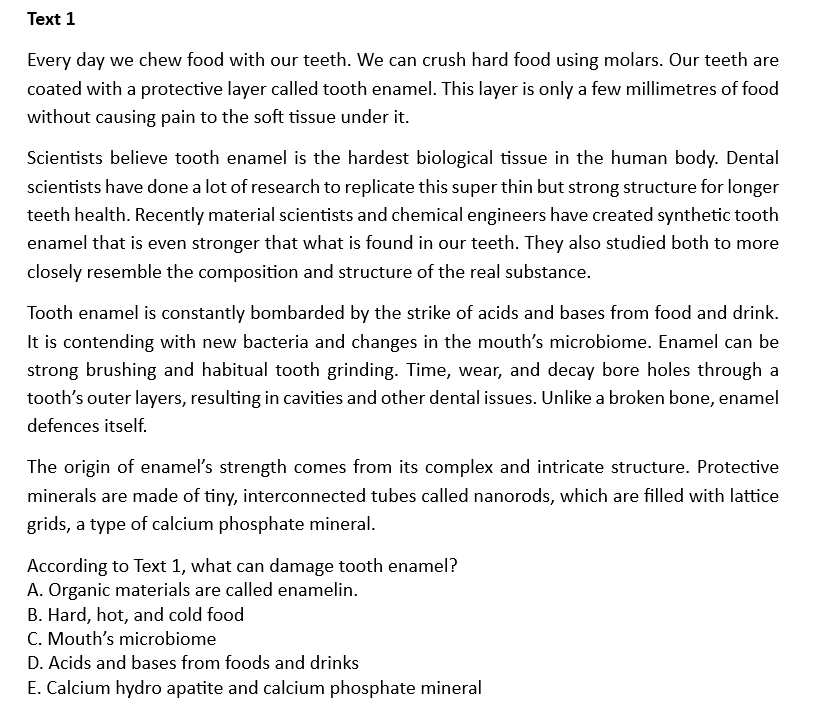 Text 1
Every day we chew food with our teeth. We can crush hard food using molars. Our teeth are
coated with a protective layer called tooth enamel. This layer is only a few millimetres of food
without causing pain to the soft tissue under it.
Scientists believe tooth enamel is the hardest biological tissue in the human body. Dental
scientists have done a lot of research to replicate this super thin but strong structure for longer
teeth health. Recently material scientists and chemical engineers have created synthetic tooth
enamel that is even stronger that what is found in our teeth. They also studied both to more
closely resemble the composition and structure of the real substance.
Tooth enamel is constantly bombarded by the strike of acids and bases from food and drink.
It is contending with new bacteria and changes in the mouth’s microbiome. Enamel can be
strong brushing and habitual tooth grinding. Time, wear, and decay bore holes through a
tooth’s outer layers, resulting in cavities and other dental issues. Unlike a broken bone, enamel
defences itself.
The origin of enamel’s strength comes from its complex and intricate structure. Protective
minerals are made of tiny, interconnected tubes called nanorods, which are filled with lattice
grids, a type of calcium phosphate mineral.
According to Text 1, what can damage tooth enamel?
A. Organic materials are called enamelin.
B. Hard, hot, and cold food
C. Mouth’s microbiome
D. Acids and bases from foods and drinks
E. Calcium hydro apatite and calcium phosphate mineral